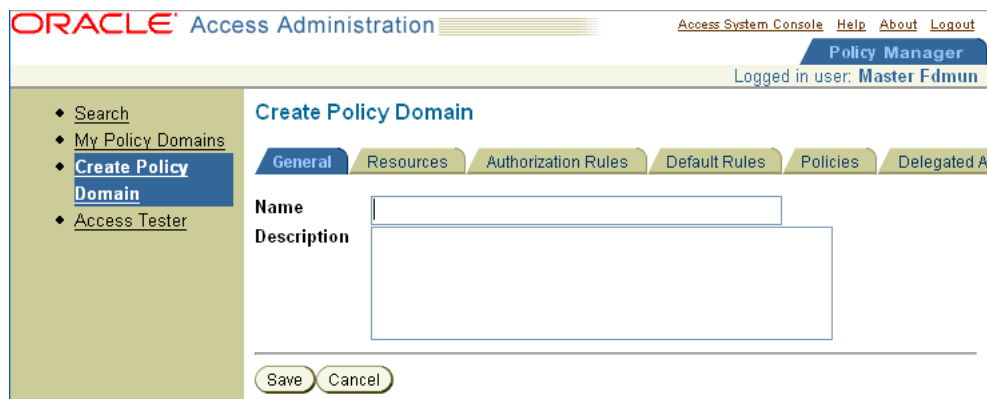 ORACLE Access Administration
Access System Console Help About Logout
Policy Manager
Logged in user: Master Fdmun
Search
My Policy Domains
Create Policy
Domain
Access Tester
Create Policy Domain
General Resources Authorization Rules Default Rules Policies Delegated A
Name
Description
Save Cancel